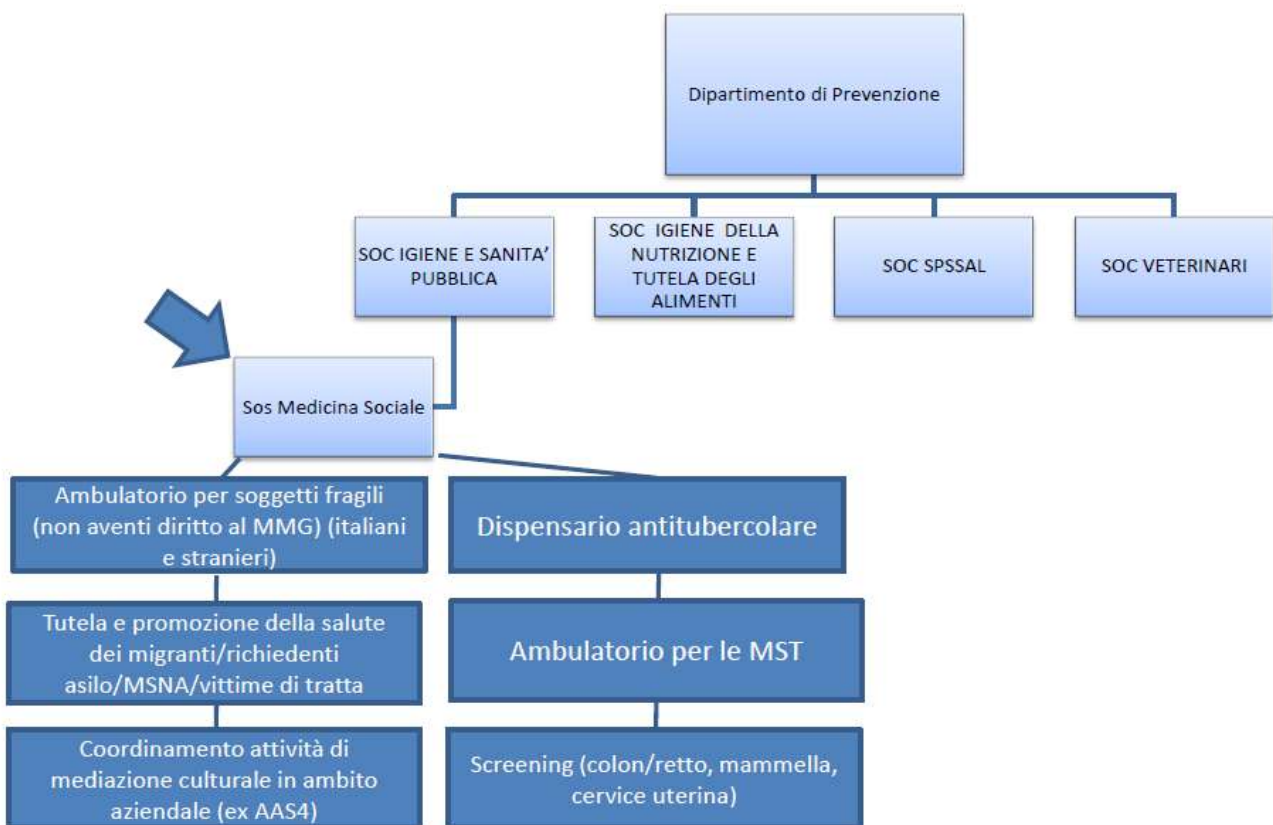 Dipartimento di Prevenzione
SOC IGIENE E SANITA’
PUBBLICA
SOC IGIENE DELLA
NUTRIZIONE E
TUTELA DEGLI
ALIMENTI
SOC SPSSAL
SOC VETERINARI
Sos Medicina Sociale
Ambulatorio per soggetti fragili
(non aventi diritto al MMG) (italiani
e stranieri)
Tutela e promozione della salute
dei migranti/richiedenti
asilo/MSNA/vittime di tratta
Coordinamento attività di
mediazione culturale in ambito
aziendale (ex AAS4)
Dispensario antitubercolare
Ambulatorio per le MST
Screening (colon/retto, mammella,
cervice uterina)